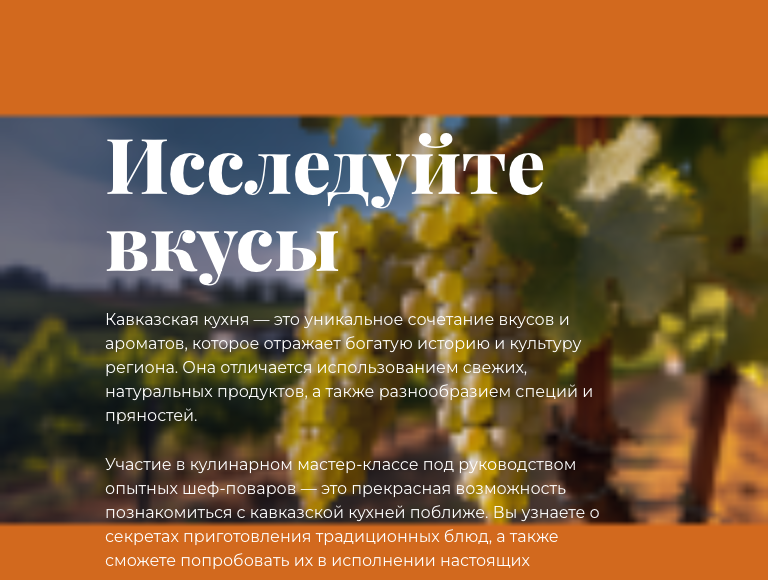 Исследуйте
вкусы
Кавказская кухня — это уникальное сочетание вкусов и
ароматов, которое отражает богатую историю и культуру
региона. Она отличается использованием свежих,
натуральных продуктов, а также разнообразием специй и
пряностей.
Участие в кулинарном мастер-классе под руководством
опытных шеф-поваров — это прекрасная возможность
познакомиться с кавказской кухней поближе. Вы узнаете о
секретах приготовления традиционных блюд, а также
сможете попробовать их в исполнении настоящих